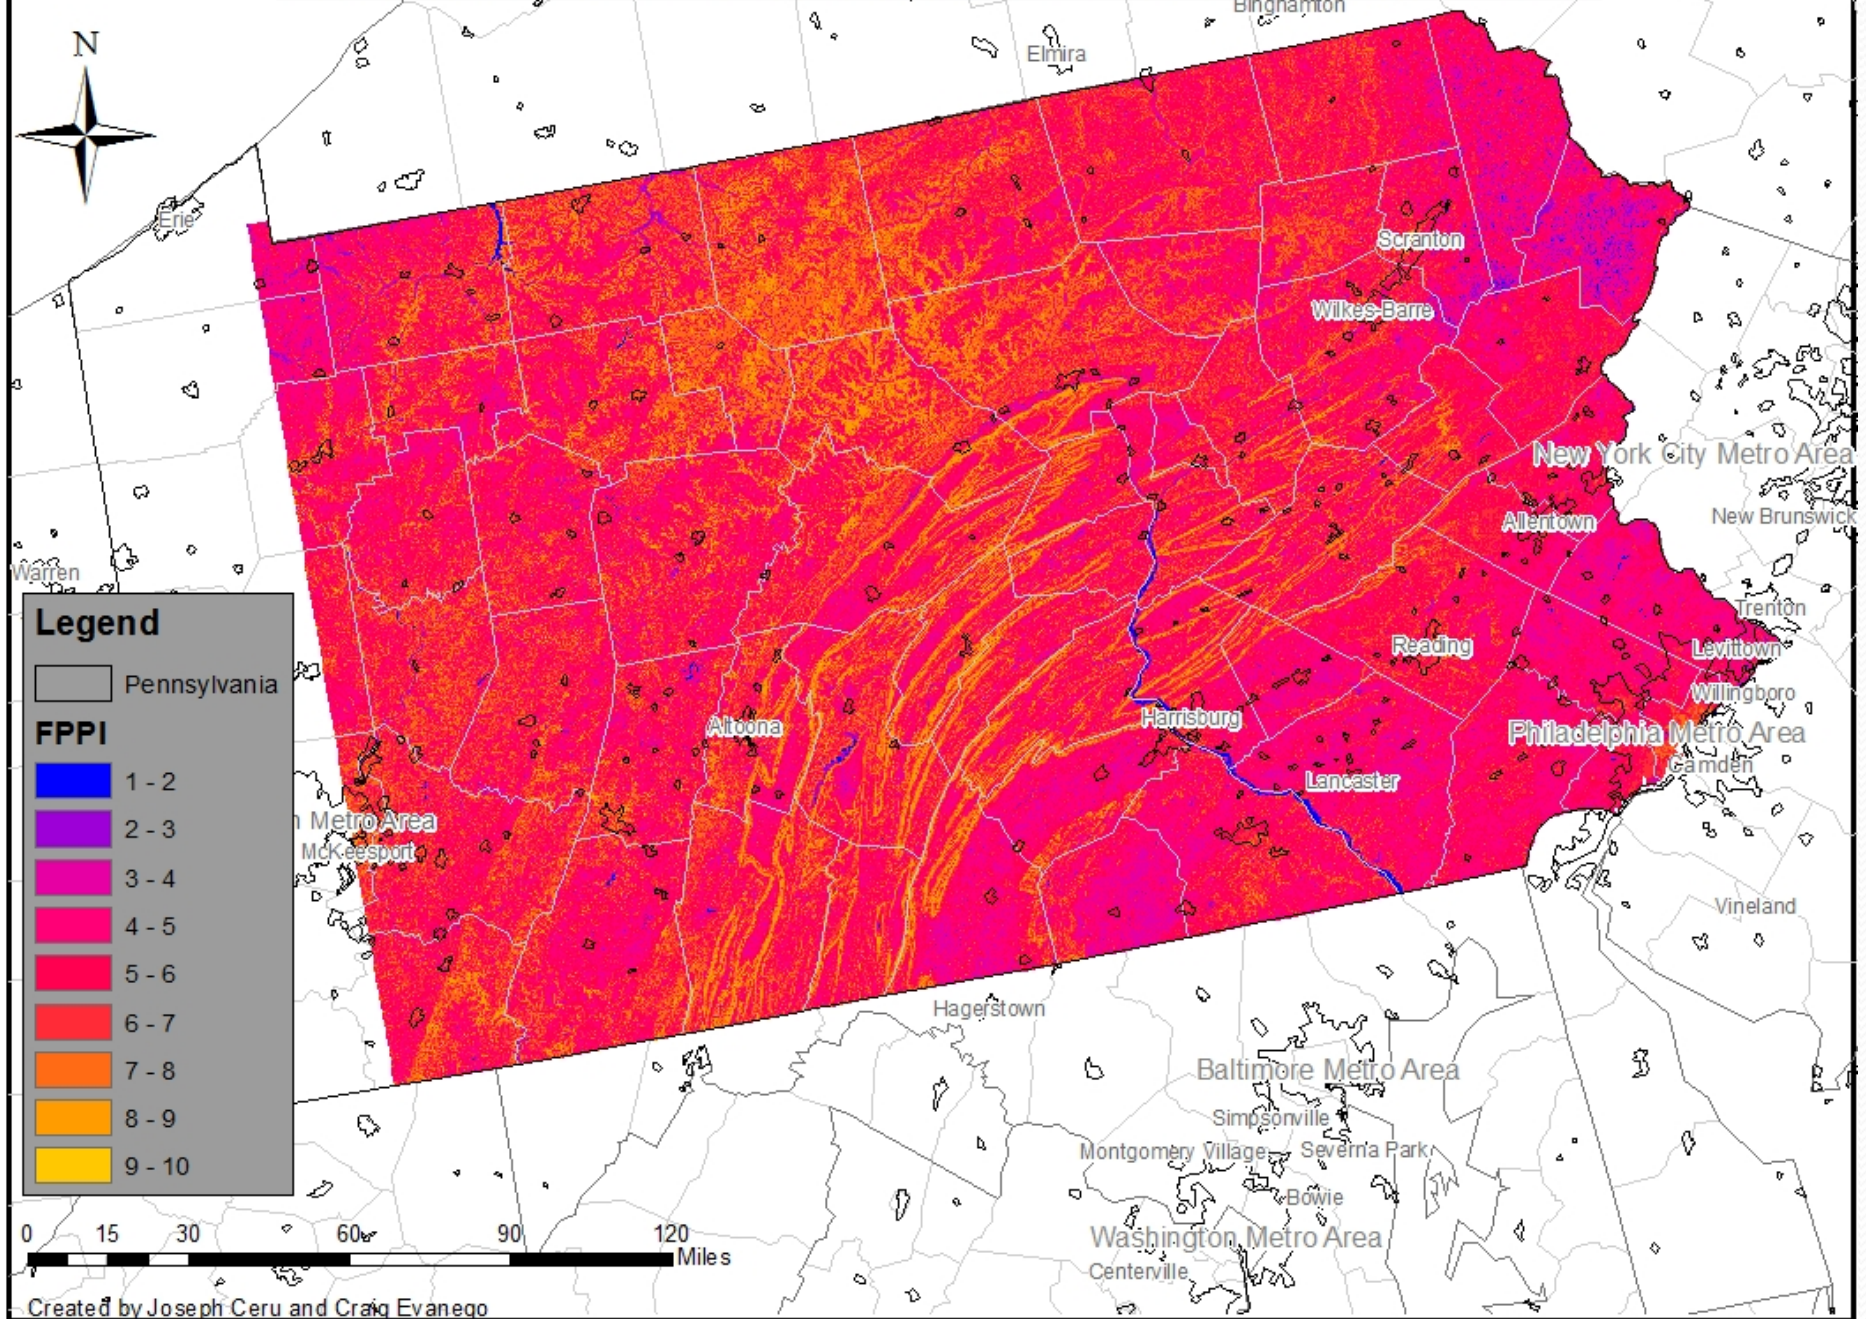 Binghamton
N
Elmira
Erie
Scranton
Wilkes-Barre
New York City Metro Area
New Brunswick
Allentown
Warren
Trenton
Levittown
Reading
Willingboro
Philadelphia Metro Area
Camden
Harrisburg
Altoona
Lancaster
n Metro Area
McKeesport
Vineland
Hagerstown
Baltimore Metro Area
Simpsonville
Montgomery Village
Severna Park
Bowie
Washington Metro Area
Centerville
Legend
Pennsylvania
FPPI
1 - 2
2 - 3
3 - 4
4 - 5
5 - 6
6 - 7
7 - 8
8 - 9
9 - 10
0 15 30 60 90 120
Miles
Created by Joseph Ceru and Craig Evanego